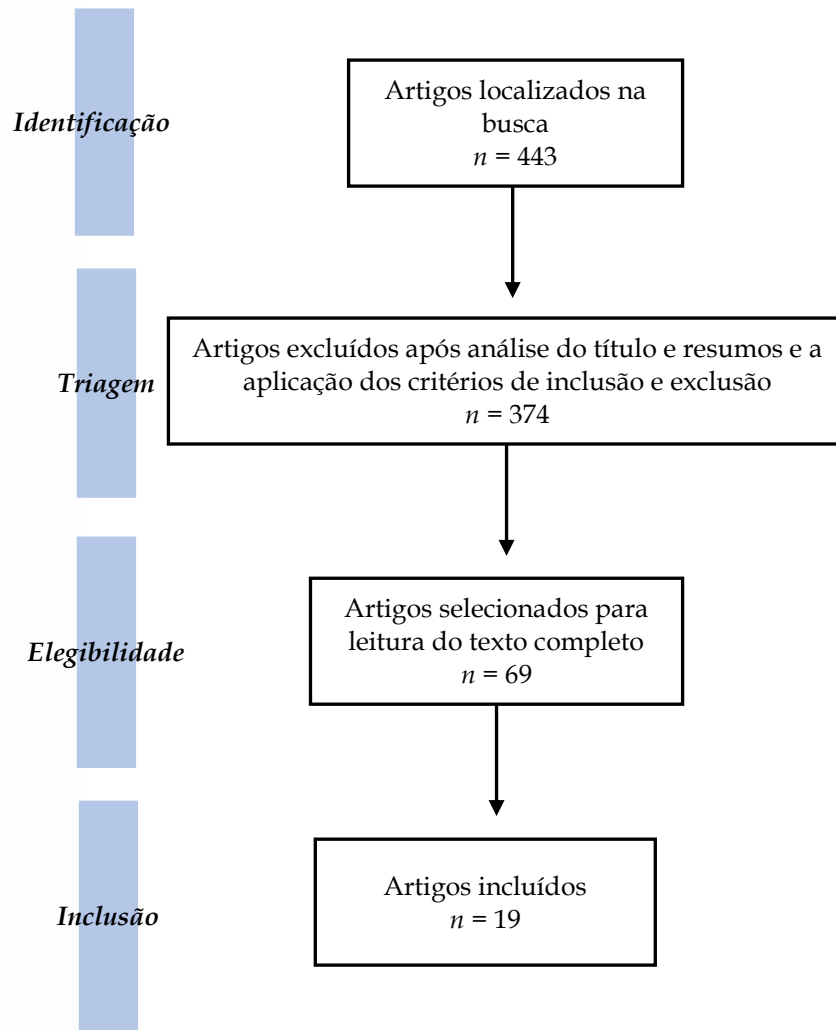 Identificação
Artigos localizados na
busca
n = 443
Triagem
Artigos excluídos após análise do título e resumos e a
aplicação dos critérios de inclusão e exclusão
n = 374
Elegibilidade
Artigos selecionados para
leitura do texto completo
n = 69
Inclusão
Artigos incluídos
n = 19